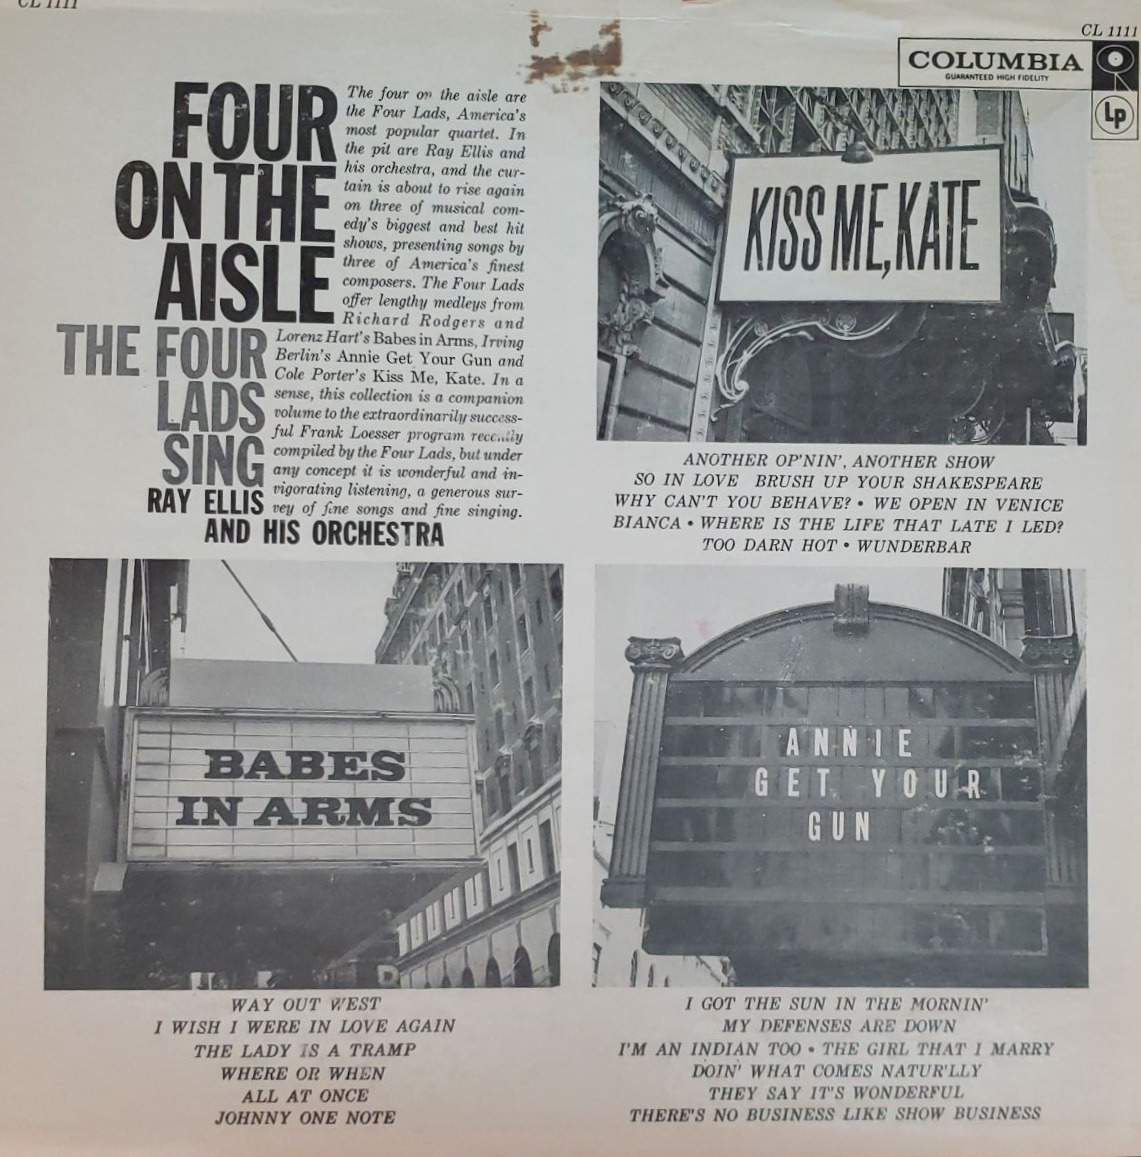 CL 1111
CL 1111
COLUMBIA
GUARANTEED HIGH FIDELITY
Lp
FOUR
ON THE
AISLE
THE FOUR
LADS
SING
RAY ELLIS
AND HIS ORCHESTRA
The four on the aisle are
the Four Lads, America's
most popular quartet. In
the pit are Ray Ellis and
his orchestra, and the cur-
tain is about to rise again
on three of musical com-
edy's biggest and best hit
shows, presenting songs by
three of America's finest
composers. The Four Lads
offer lengthy medleys from
Richard Rodgers and
Lorenz Hart's Babes in Arms, Irving
Berlin's Annie Get Your Gun and
Cole Porter's Kiss Me, Kate. In a
sense, this collection is a companion
volume to the extraordinarily success-
ful Frank Loesser program recently
compiled by the Four Lads, but under
any concept it is wonderful and in-
vigorating listening, a generous sur-
vey of fine songs and fine singing.
KISS ME, KATE
ANOTHER OP'NIN', ANOTHER SHOW
SO IN LOVE BRUSH UP YOUR SHAKESPEARE
WHY CAN'T YOU BEHAVE? • WE OPEN IN VENICE
BIANCA • WHERE IS THE LIFE THAT LATE I LED?
TOO DARN HOT • WUNDERBAR
BABES
IN ARMS
WAY OUT WEST
I WISH I WERE IN LOVE AGAIN
THE LADY IS A TRAMP
WHERE OR WHEN
ALL AT ONCE
JOHNNY ONE NOTE
ANNIE
GET YOUR
GUN
I GOT THE SUN IN THE MORNIN'
MY DEFENSES ARE DOWN
I'M AN INDIAN TOO • THE GIRL THAT I MARRY
DOIN' WHAT COMES NATUR'LLY
THEY SAY IT'S WONDERFUL
THERE'S NO BUSINESS LIKE SHOW BUSINESS